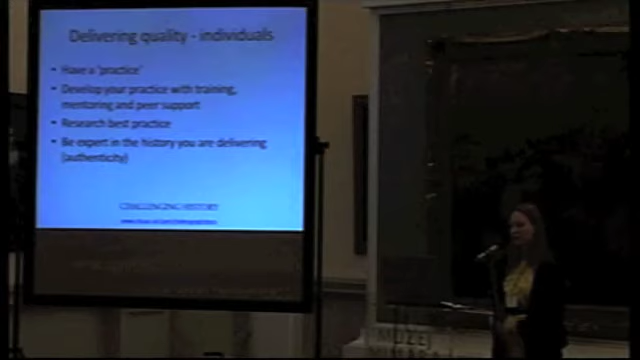 Delivering quality - individuals
• Have a 'practice'
• Develop your practice with training,
mentoring and peer support
• Research best practice
• Be expert in the history you are delivering
(authenticity)
CHALLENGING HISTORY
MUZEJ